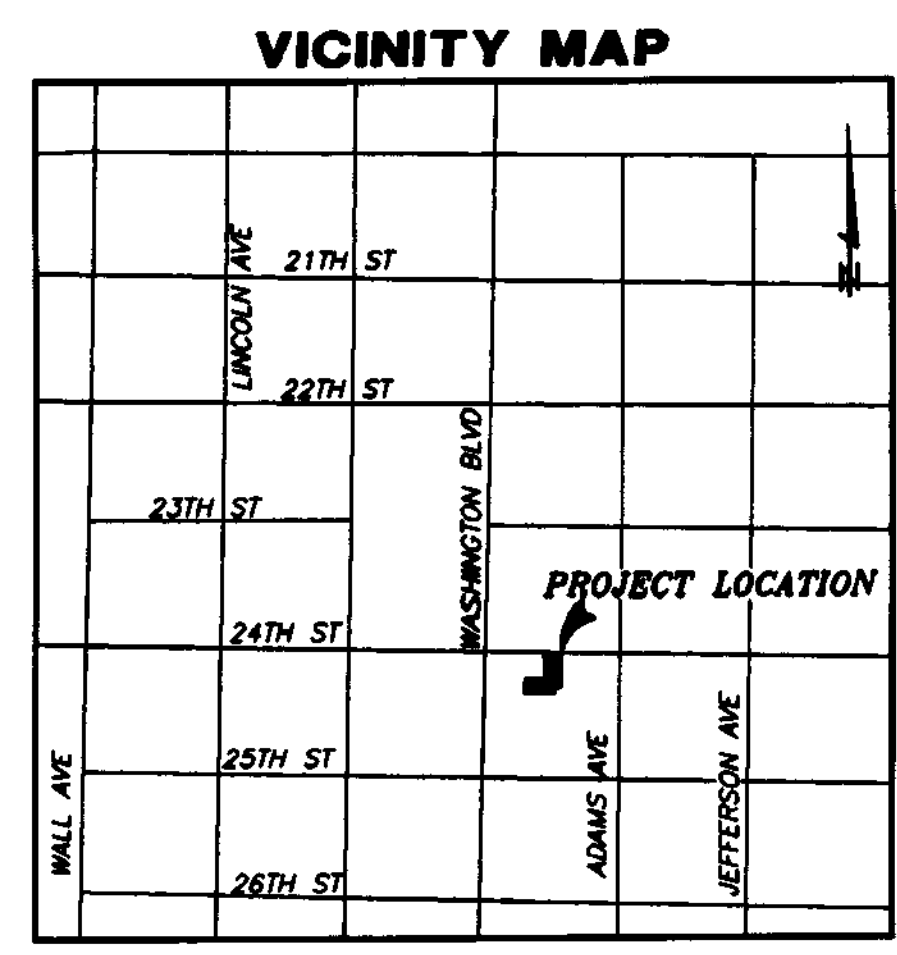 VICINITY MAP
LINCOLN AVE
21TH ST
22TH ST
WASHINGTON BLVD
23TH ST
PROJECT LOCATION
24TH ST
JEFFERSON AVE
25TH ST
ADAMS AVE
WALL AVE
26TH ST
N